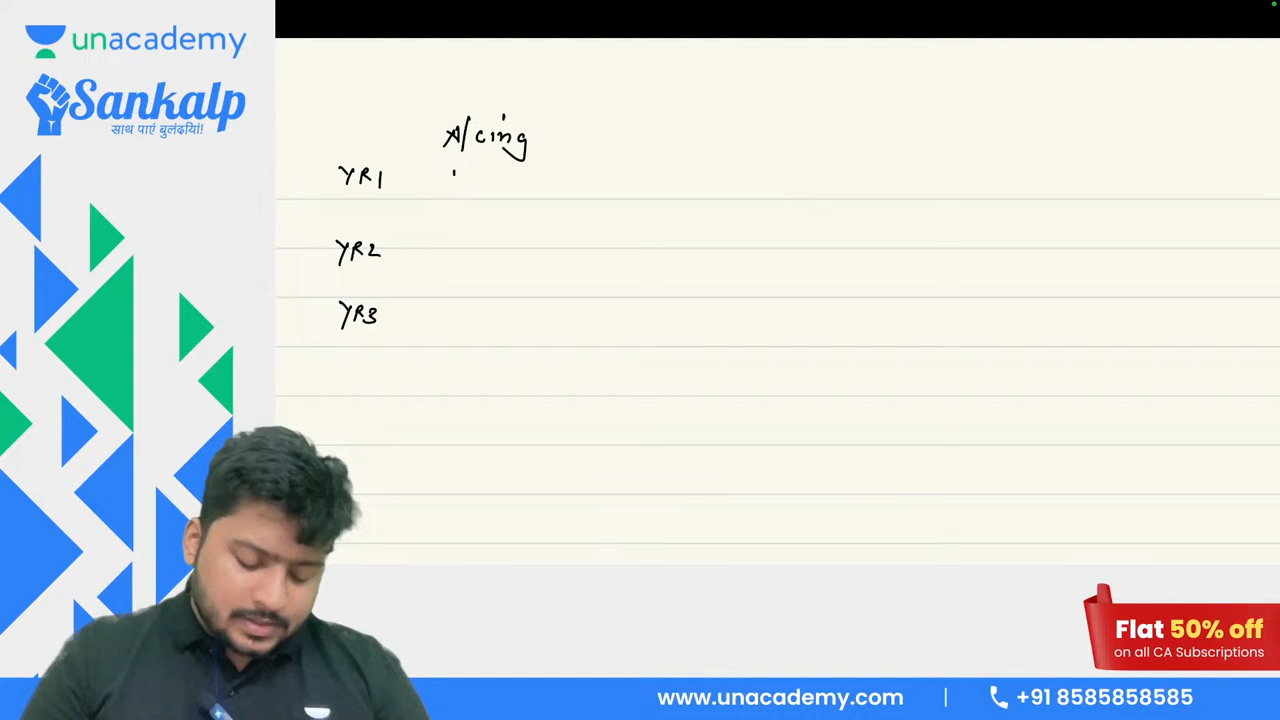 unacademy
Sankalp
साथ पाएं बुलंदियां!
A/cing
YR1
YR2
YR3
Flat 50% off
on all CA Subscriptions
www.unacademy.com | +91 8585858585